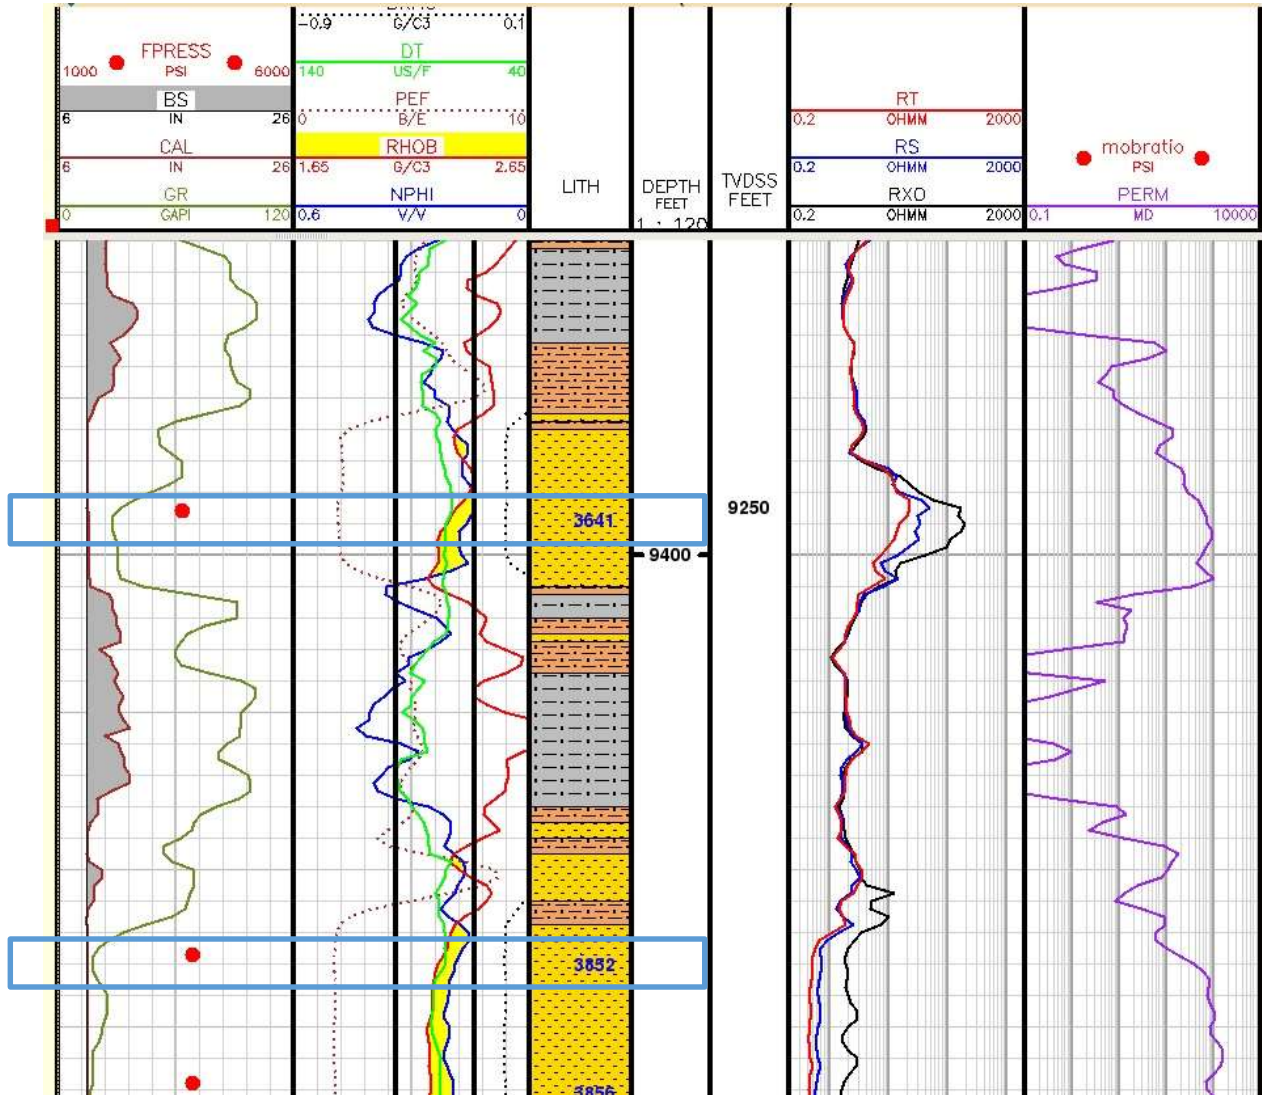 -0.9 G/C3 0.1
FPRESS
1000 PSI 6000
DT
140 US/F 40
BS
6 IN 26
PEF
0 B/E 10
RT
0.2 OHMM 2000
CAL
6 IN 26
RHOB
1.65 G/C3 2.65
RS
0.2 OHMM 2000
mobratio
PSI
GR
0 GAPI 120
NPHI
0.6 V/V 0
LITH
DEPTH
FEET
1 : 120
TVDSS
FEET
RXO
0.2 OHMM 2000
PERM
0.1 MD 10000
9250
3641
9400
3852
3856